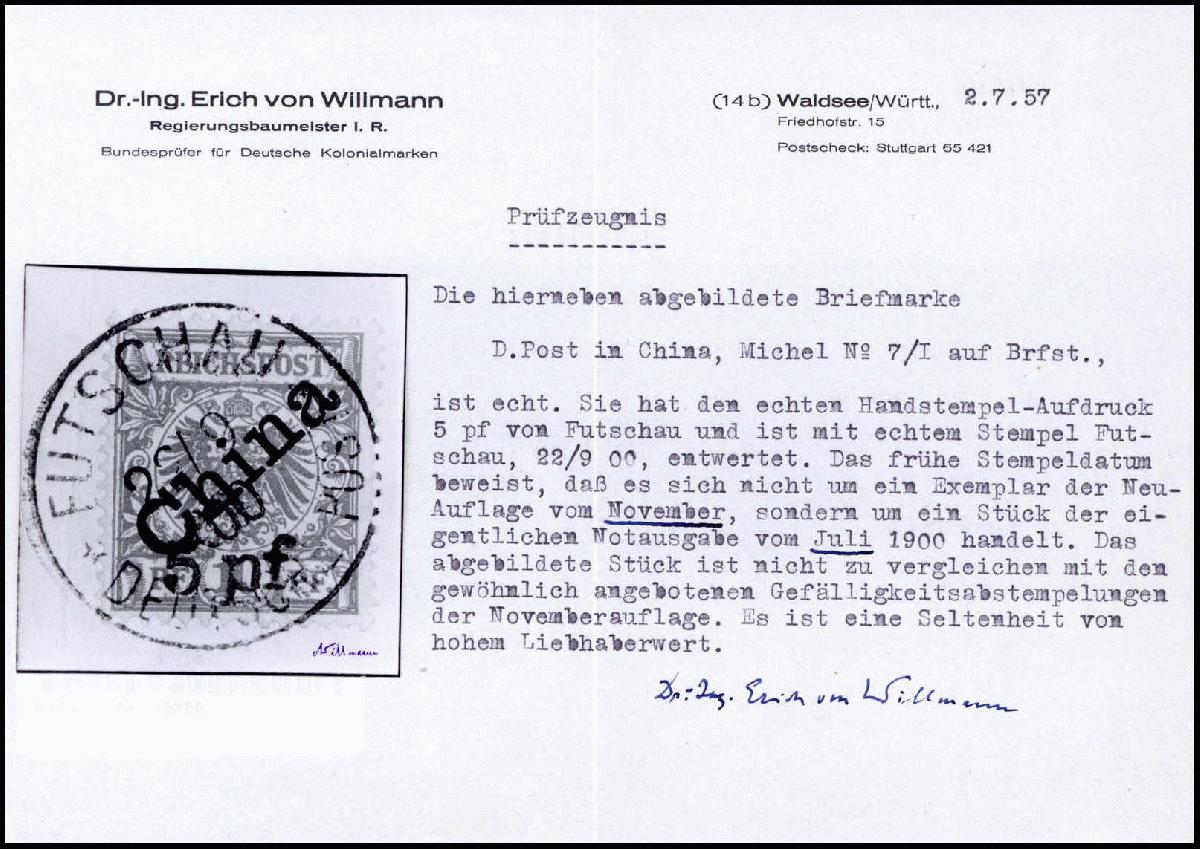 Dr.-Ing. Erich von Willmann
Regierungsbaumeister I. R.
Bundesprüfer für Deutsche Kolonialmarken
(14b) Waldsee/Württ., 2.7.57
Friedhofstr. 15
Postscheck: Stuttgart 55 421
Prüfzeugnis
Die hierneben abgebildete Briefmarke
D.Post in China, Michel № 7/I auf Brfst.,
ist echt. Sie hat den echten Handstempel-Aufdruck
5 pf von Futschau und ist mit echtem Stempel Fut-
schau, 22/9 00, entwertet. Das frühe Stempeldatum
beweist, daß es sich nicht um ein Exemplar der Neu-
Auflage vom November, sondern um ein Stück der ei-
gentlichen Notausgabe vom Juli 1900 handelt. Das
abgebildete Stück ist nicht zu vergleichen mit den
gewöhnlich angebotenen Gefälligkeitsabstempelungen
der Novemberauflage. Es ist eine Seltenheit von
hohem Liebhaberwert.
Dr.-Ing. Erich von Willmann
FUTSCHAU
REICHSPOST
22/9
China
5 pf
Willmann